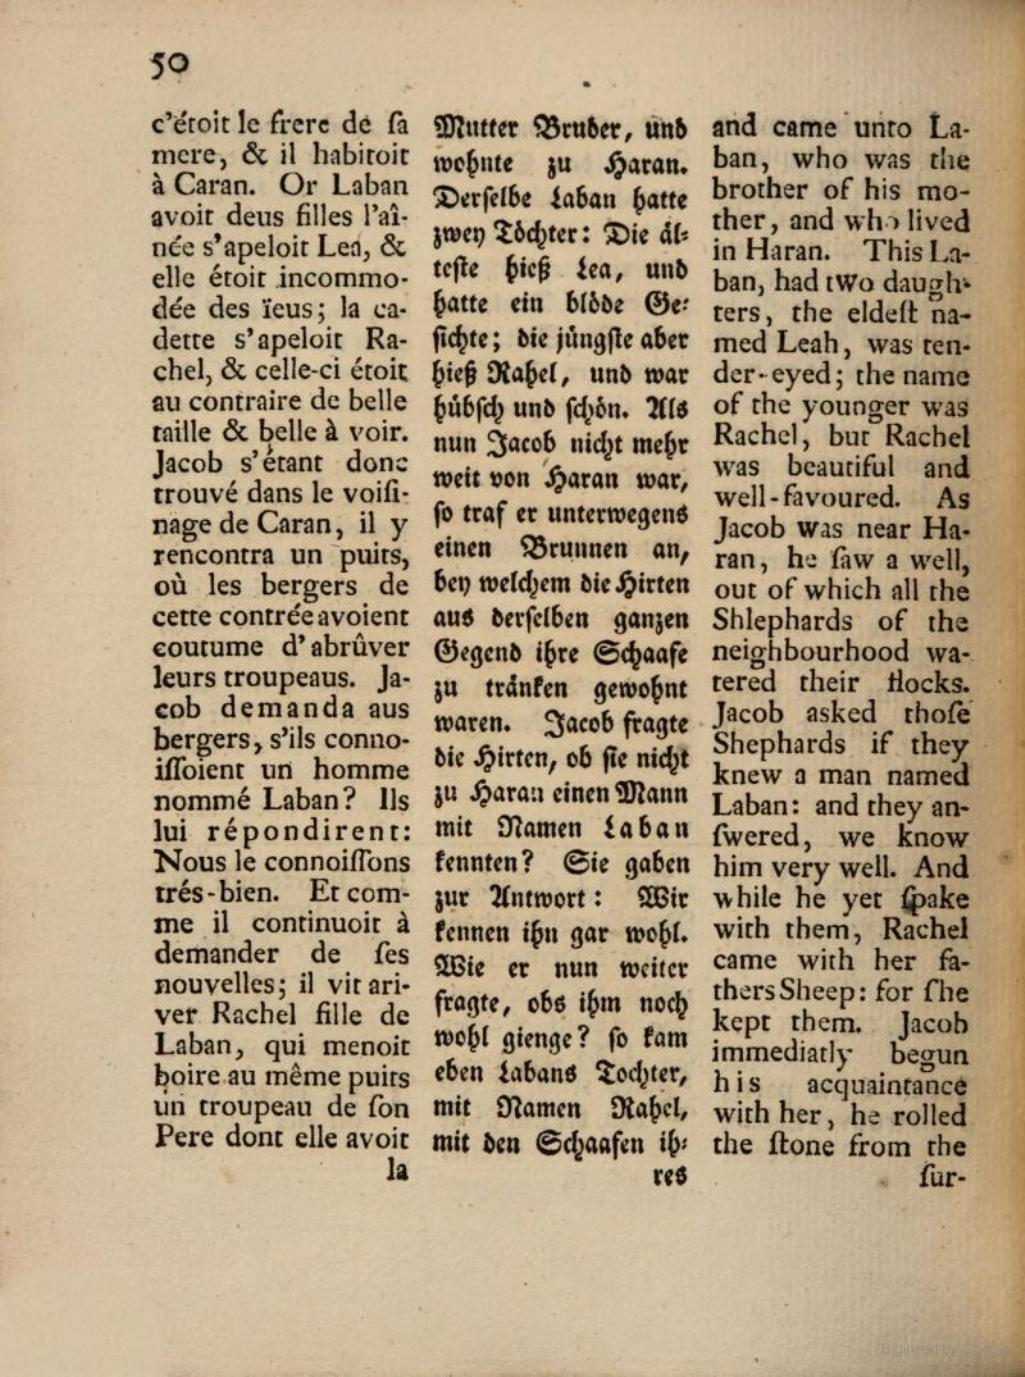 50
c'étoit le frere de ſa
mere, & il habitoit
à Caran. Or Laban
avoit deus filles l'aî-
née s'apeloit Lea, &
elle étoit incommo-
dée des ïeus; la ca-
dette s'apeloit Ra-
chel, & celle-ci étoit
au contraire de belle
taille & belle à voir.
Jacob s'étant donc
trouvé dans le voiſi-
nage de Caran, il y
rencontra un puits,
où les bergers de
cette contrée avoient
coutume d'abrûver
leurs troupeaus. Ja-
cob demanda aus
bergers, s'ils conno-
iſſoient un homme
nommé Laban? Ils
lui répondirent:
Nous le connoiſſons
trés-bien. Et com-
me il continuoit à
demander de ſes
nouvelles; il vit ari-
ver Rachel fille de
Laban, qui menoit
boire au même puits
un troupeau de ſon
Pere dont elle avoit
la
Mutter Bruder, und
wohnte zu Haran.
Derſelbe Laban hatte
zwey Töchter: Die äl-
teſte hieß Lea, und
hatte ein blöde Ge-
ſichte; die jüngſte aber
hieß Rahel, und war
hübſch und ſchön. Als
nun Jacob nicht mehr
weit von Haran war,
ſo traf er unterwegens
einen Brunnen an,
bey welchem die Hirten
aus derſelben ganzen
Gegend ihre Schaafe
zu tränken gewohnt
waren. Jacob fragte
die Hirten, ob ſie nicht
zu Haran einen Mann
mit Namen Laban
kennten? Sie gaben
zur Antwort: Wir
kennen ihn gar wohl.
Wie er nun weiter
fragte, obs ihm noch
wohl gienge? ſo kam
eben Labans Tochter,
mit Namen Rahel,
mit den Schaafen ih-
res
and came unto La-
ban, who was the
brother of his mo-
ther, and who lived
in Haran. This La-
ban, had tWo daugh-
ters, the eldeſt na-
med Leah, was ten-
der-eyed; the name
of the younger was
Rachel, but Rachel
was beautiful and
well-favoured. As
Jacob was near Ha-
ran, he ſaw a well,
out of which all the
Shlephards of the
neighbourhood wa-
tered their flocks.
Jacob asked thoſe
Shephards if they
knew a man named
Laban: and they an-
ſwered, we know
him very well. And
while he yet ſpake
with them, Rachel
came with her fa-
thers Sheep: for ſhe
kept them. Jacob
immediatly begun
his acquaintance
with her, he rolled
the ſtone from the
ſur-